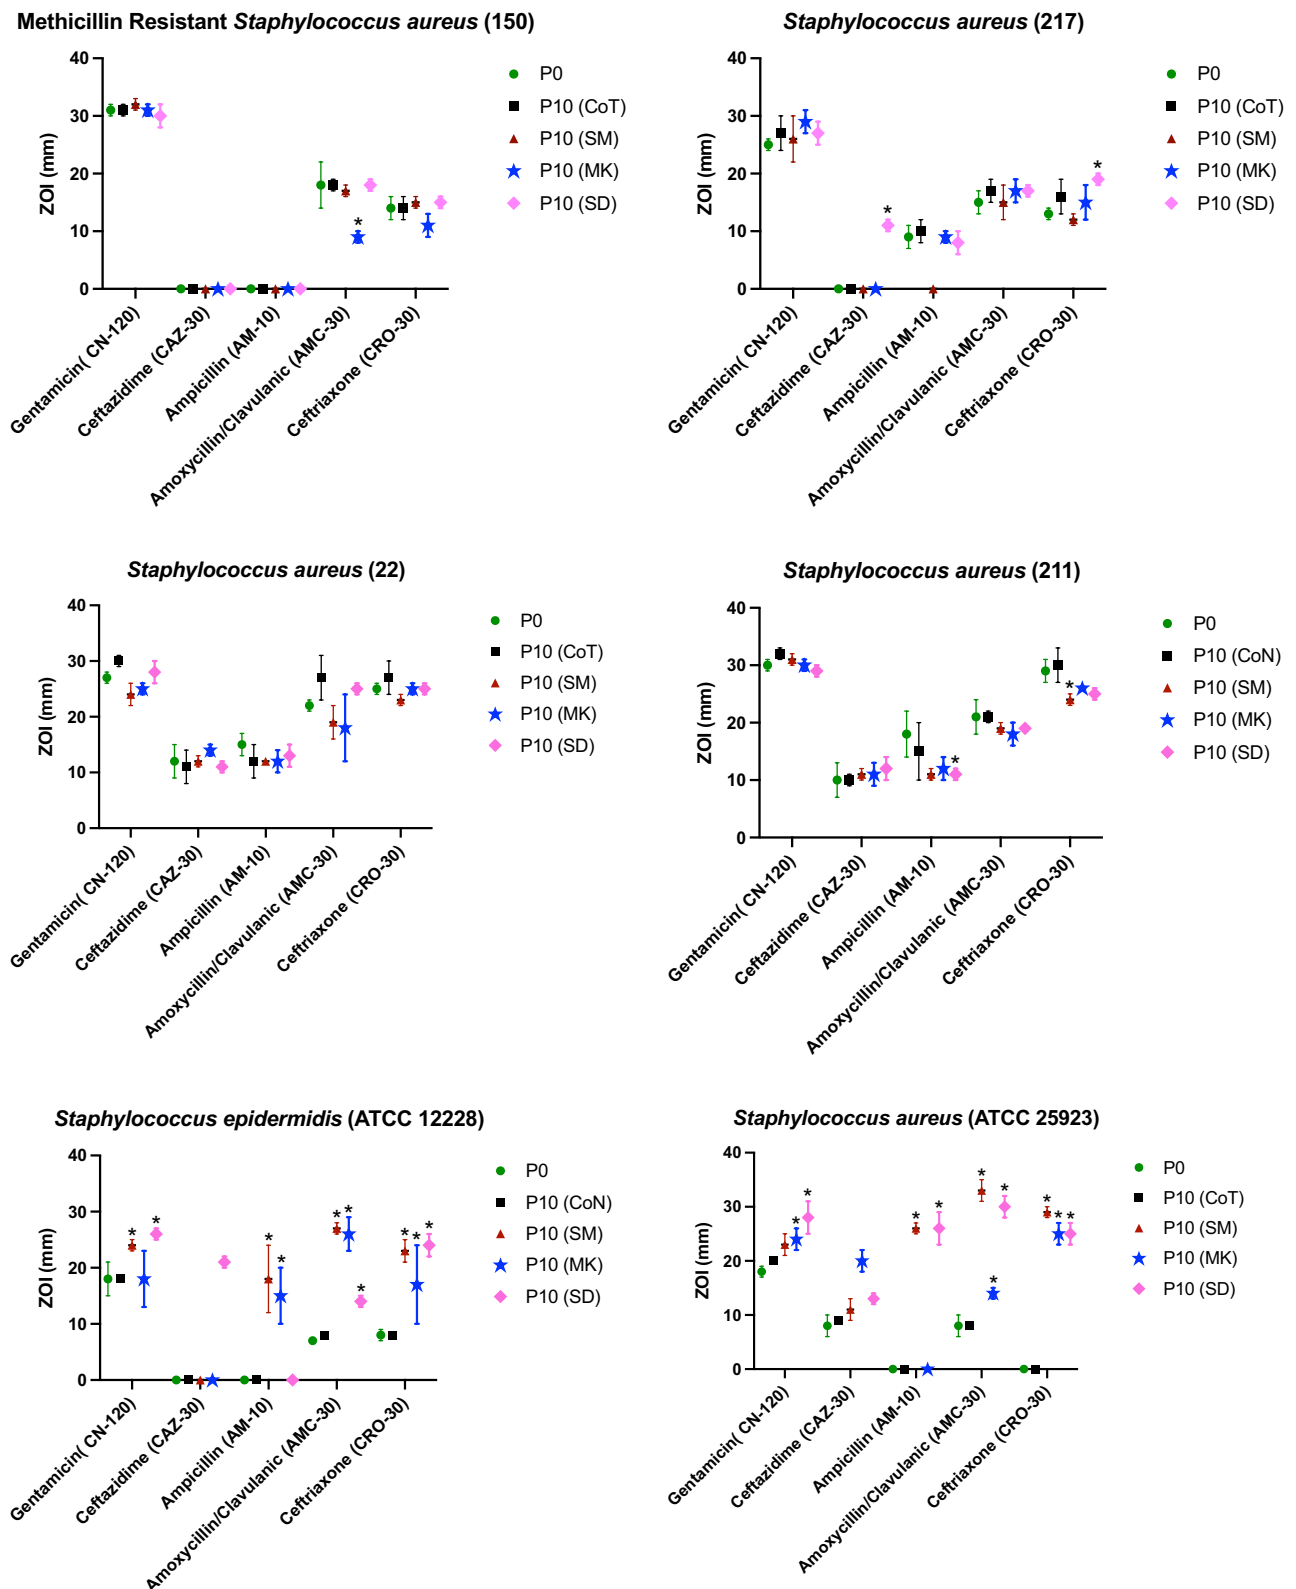 Methicillin Resistant Staphylococcus aureus (150)
40
30
20
10
0
ZOI (mm)
Gentamicin( CN-120)
Ceftazidime (CAZ-30)
Ampicillin (AM-10)
Amoxycillin/Clavulanic (AMC-30)
Ceftriaxone (CRO-30)
*
P0
P10 (CoT)
P10 (SM)
P10 (MK)
P10 (SD)
Staphylococcus aureus (217)
40
30
20
10
0
ZOI (mm)
Gentamicin( CN-120)
Ceftazidime (CAZ-30)
Ampicillin (AM-10)
Amoxycillin/Clavulanic (AMC-30)
Ceftriaxone (CRO-30)
* *
P0
P10 (CoT)
P10 (SM)
P10 (MK)
P10 (SD)
Staphylococcus aureus (22)
40
30
20
10
0
ZOI (mm)
Gentamicin( CN-120)
Ceftazidime (CAZ-30)
Ampicillin (AM-10)
Amoxycillin/Clavulanic (AMC-30)
Ceftriaxone (CRO-30)
P0
P10 (CoT)
P10 (SM)
P10 (MK)
P10 (SD)
Staphylococcus aureus (211)
40
30
20
10
0
ZOI (mm)
Gentamicin( CN-120)
Ceftazidime (CAZ-30)
Ampicillin (AM-10)
Amoxycillin/Clavulanic (AMC-30)
Ceftriaxone (CRO-30)
* *
P0
P10 (CoN)
P10 (SM)
P10 (MK)
P10 (SD)
Staphylococcus epidermidis (ATCC 12228)
40
30
20
10
0
ZOI (mm)
Gentamicin( CN-120)
Ceftazidime (CAZ-30)
Ampicillin (AM-10)
Amoxycillin/Clavulanic (AMC-30)
Ceftriaxone (CRO-30)
* * * * * * * * * *
P0
P10 (CoN)
P10 (SM)
P10 (MK)
P10 (SD)
Staphylococcus aureus (ATCC 25923)
40
30
20
10
0
ZOI (mm)
Gentamicin( CN-120)
Ceftazidime (CAZ-30)
Ampicillin (AM-10)
Amoxycillin/Clavulanic (AMC-30)
Ceftriaxone (CRO-30)
* * * * * * * * * *
P0
P10 (CoT)
P10 (SM)
P10 (MK)
P10 (SD)